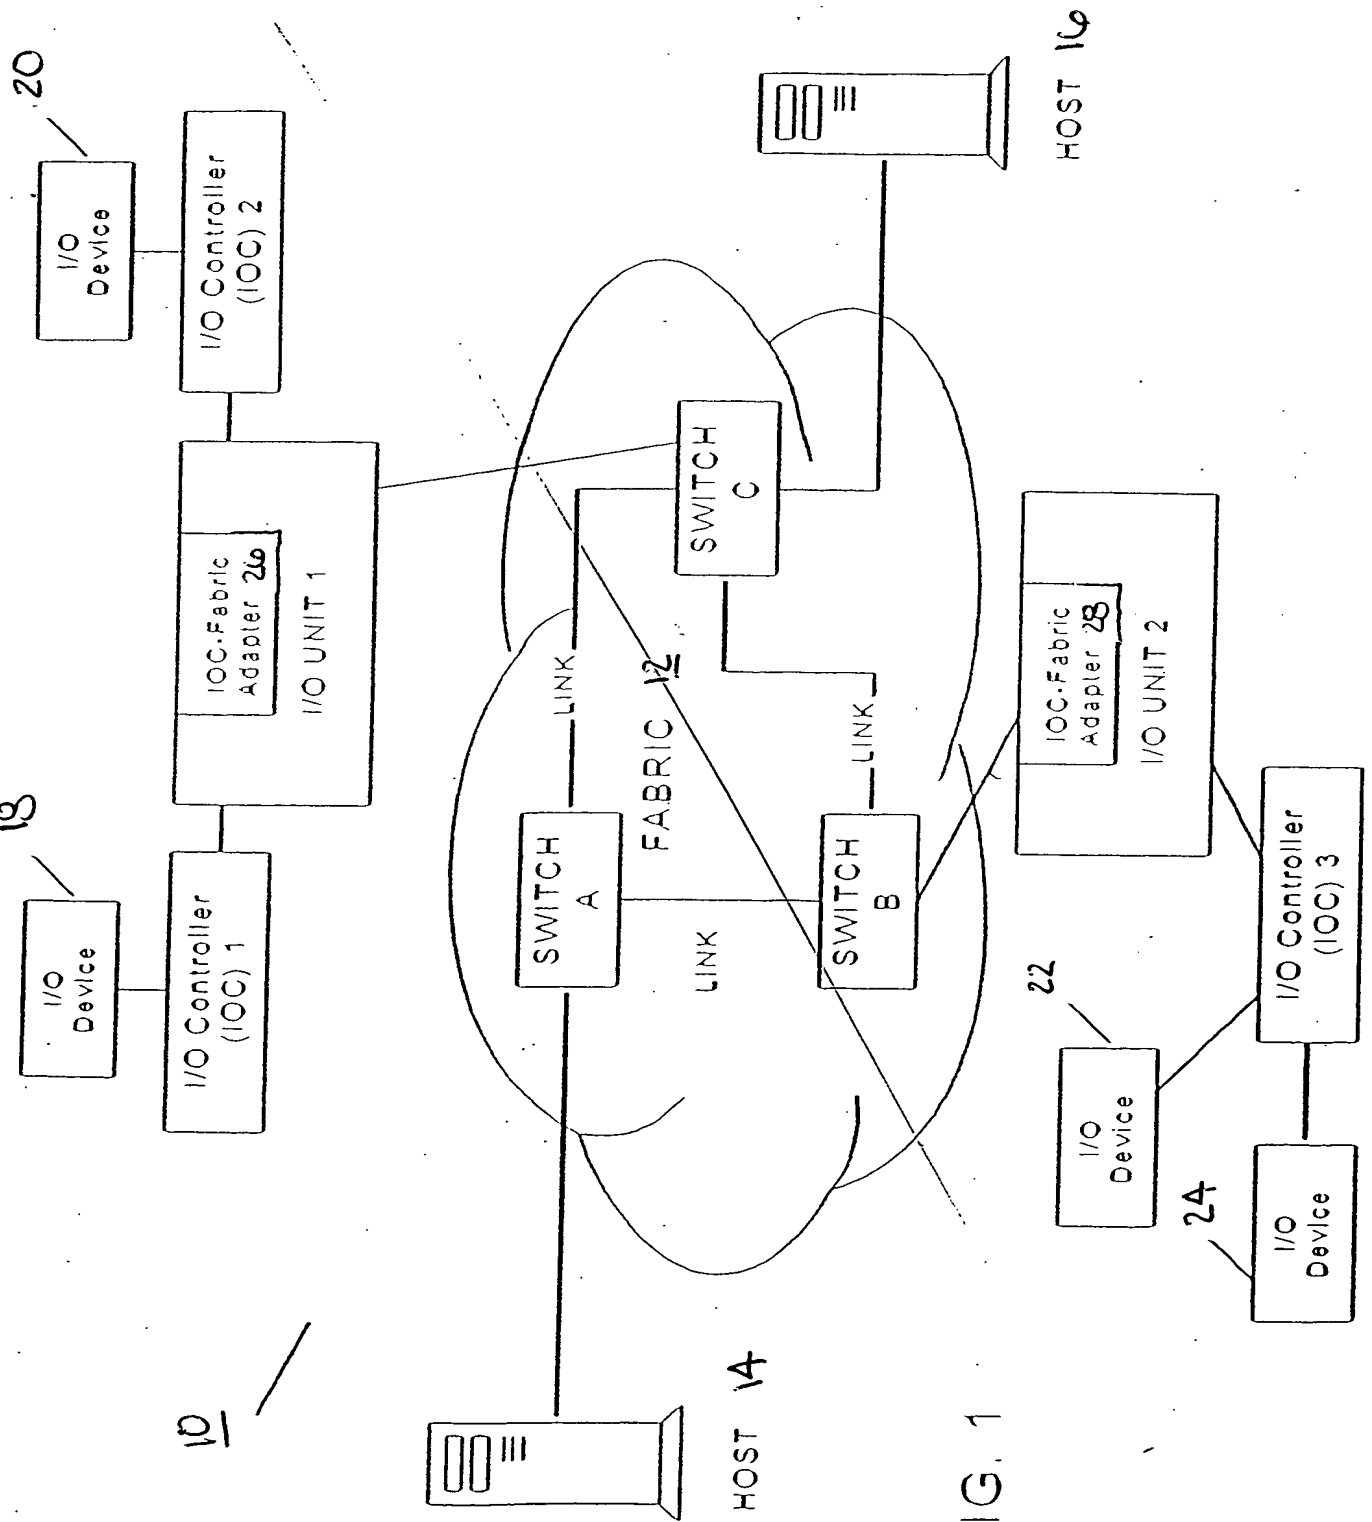 10
18
I/O
Device
20
I/O
Device
I/O Controller
(IOC) 1
IOC-Fabric
Adapter 26
I/O UNIT 1
I/O Controller
(IOC) 2
HOST 14
SWITCH
A
LINK
SWITCH
C
FABRIC 12
LINK
SWITCH
B
LINK
HOST 16
22
I/O
Device
24
I/O
Device
IOC-Fabric
Adapter 28
I/O UNIT 2
I/O Controller
(IOC) 3
IG. 1